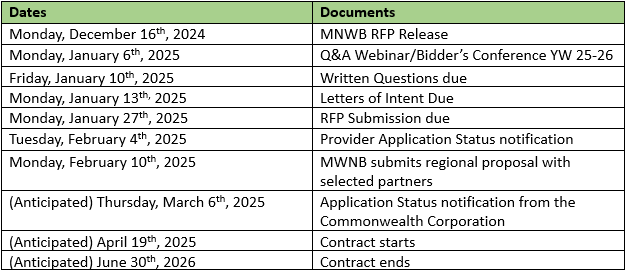 Dates Documents
Monday, December 16th, 2024 MNWB RFP Release
Monday, January 6th, 2025 Q&A Webinar/Bidder's Conference YW 25-26
Friday, January 10th, 2025 Written Questions due
Monday, January 13th, 2025 Letters of Intent Due
Monday, January 27th, 2025 RFP Submission due
Tuesday, February 4th, 2025 Provider Application Status notification
Monday, February 10th, 2025 MWNB submits regional proposal with
selected partners
(Anticipated) Thursday, March 6th, 2025 Application Status notification from the
Commonwealth Corporation
(Anticipated) April 19th, 2025 Contract starts
(Anticipated) June 30th, 2026 Contract ends